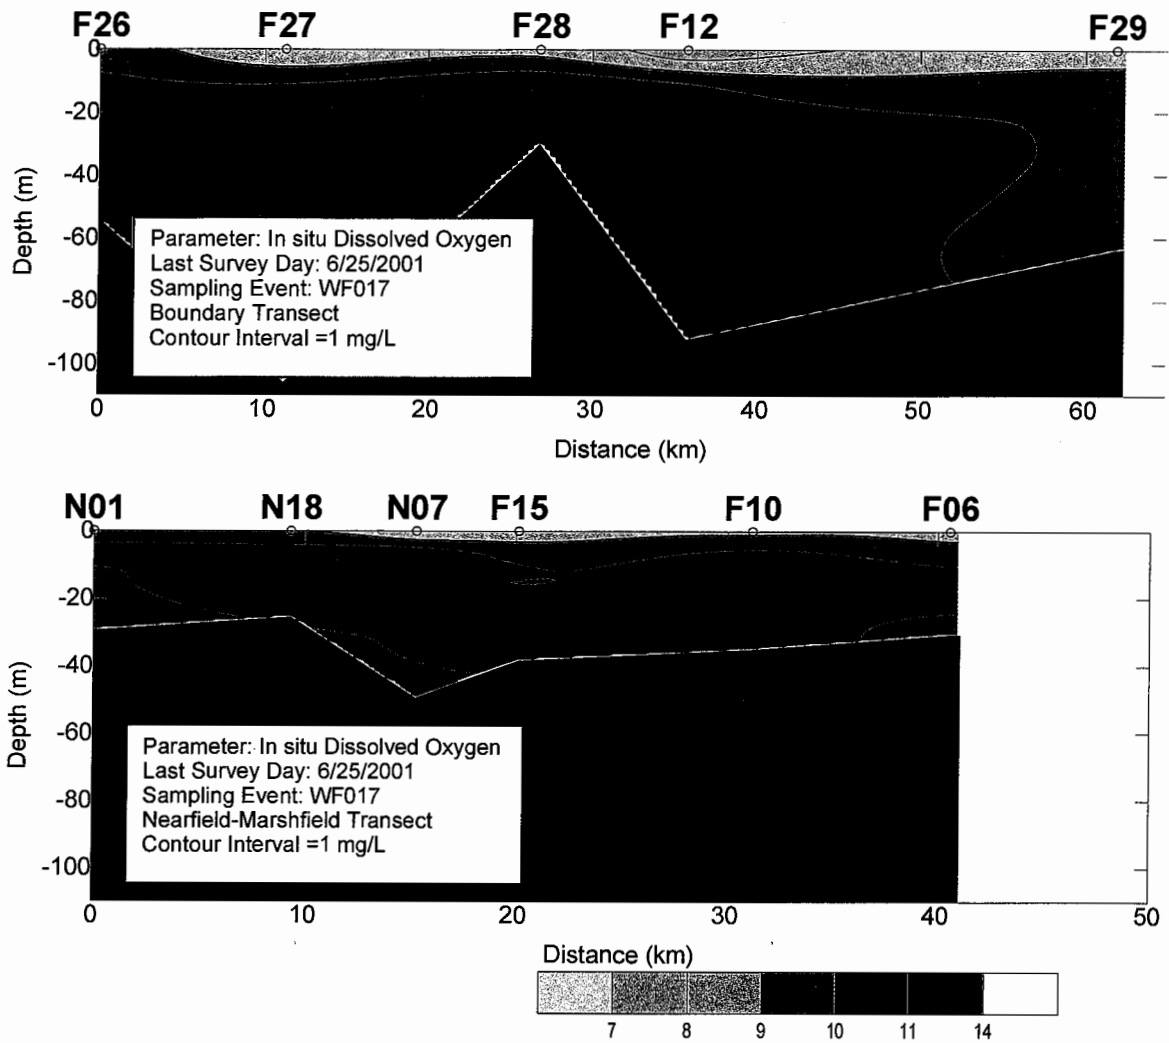 F26 F27 F28 F12 F29
0
-20
-40
-60
-80
-100
Depth (m)
Parameter: In situ Dissolved Oxygen
Last Survey Day: 6/25/2001
Sampling Event: WF017
Boundary Transect
Contour Interval =1 mg/L
0 10 20 30 40 50 60
Distance (km)
N01 N18 N07 F15 F10 F06
0
-20
-40
-60
-80
-100
Depth (m)
Parameter: In situ Dissolved Oxygen
Last Survey Day: 6/25/2001
Sampling Event: WF017
Nearfield-Marshfield Transect
Contour Interval =1 mg/L
0 10 20 30 40 50
Distance (km)
7 8 9 10 11 14